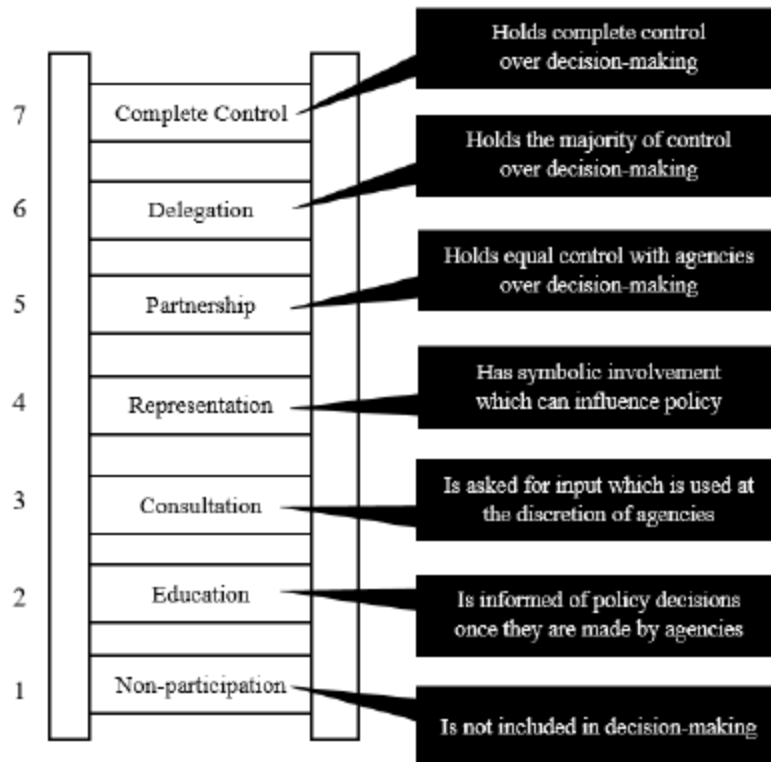 Holds complete control
over decision-making
7
Complete Control
Holds the majority of control
over decision-making
6
Delegation
Holds equal control with agencies
over decision-making
5
Partnership
Has symbolic involvement
which can influence policy
4
Representation
Is asked for input which is used at
the discretion of agencies
3
Consultation
Is informed of policy decisions
once they are made by agencies
2
Education
Is not included in decision-making
1
Non-participation